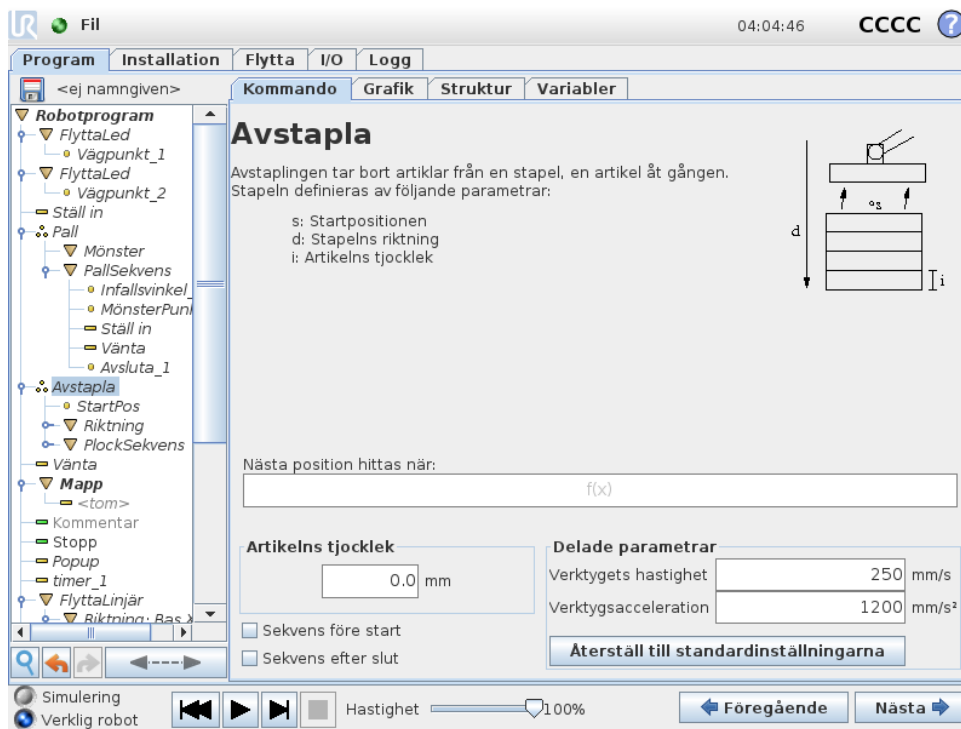 UR Fil 04:04:46 CCCC ?
Program Installation Flytta I/O Logg
<ej namngiven>
Kommando Grafik Struktur Variabler
Robotprogram
FlyttaLed
Vägpunkt_1
FlyttaLed
Vägpunkt_2
Ställ in
Pall
Mönster
PallSekvens
Infallsvinkel_
MönsterPunl
Ställ in
Vänta
Avsluta_1
Avstapla
StartPos
Riktning
PlockSekvens
Vänta
Mapp
<tom>
Kommentar
Stopp
Popup
timer_1
FlyttaLinjär
Riktning: Bas X
Avstapla
Avstaplingen tar bort artiklar från en stapel, en artikel åt gången.
Stapeln definieras av följande parametrar:
s: Startpositionen
d: Stapelns riktning
i: Artikelns tjocklek
s
d
i
Nästa position hittas när:
f(x)
Artikelns tjocklek
0.0 mm
Sekvens före start
Sekvens efter slut
Delade parametrar
Verktygets hastighet 250 mm/s
Verktygsacceleration 1200 mm/s²
Återställ till standardinställningarna
Simulering
Verklig robot
Hastighet 100%
Föregående Nästa